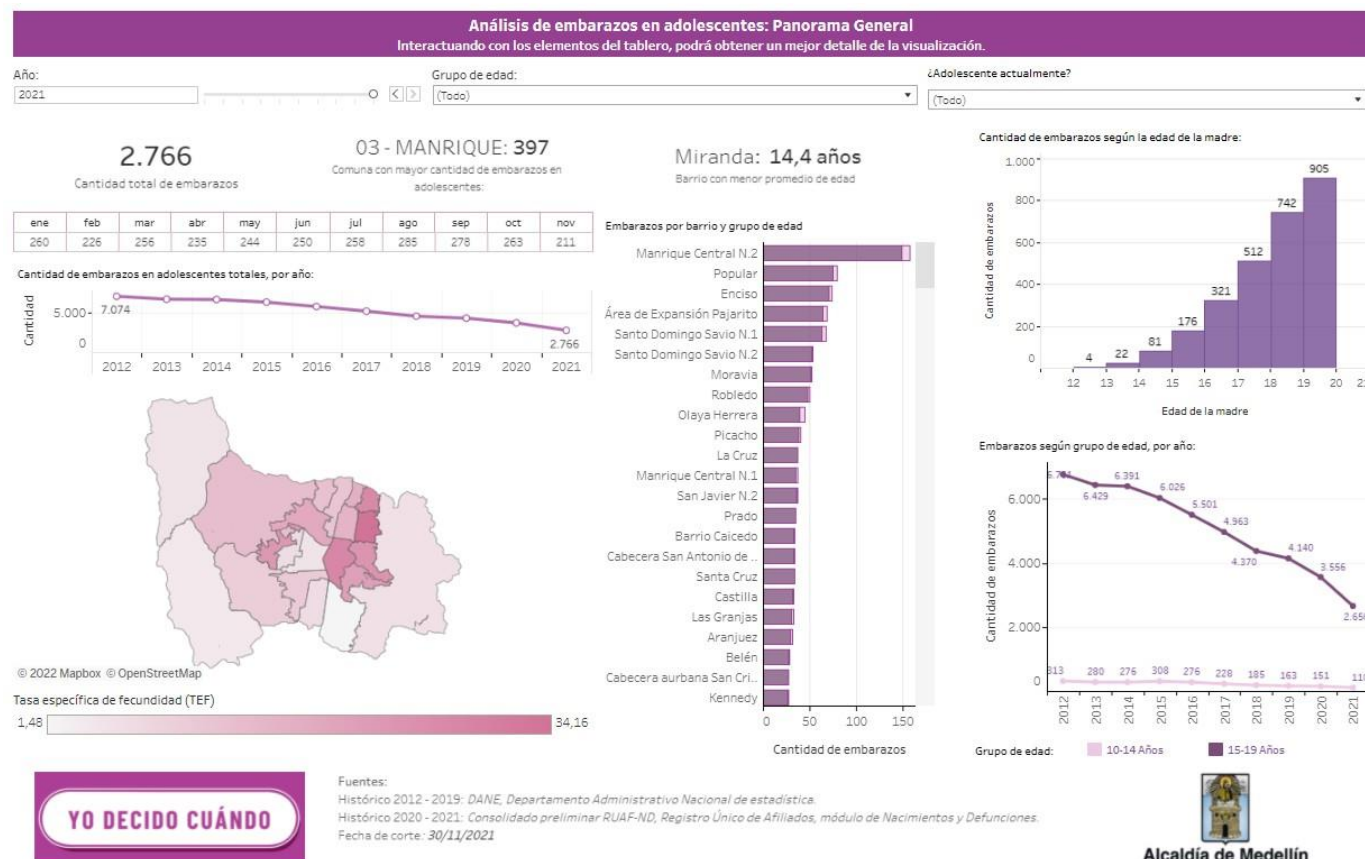 Análisis de embarazos en adolescentes: Panorama General
Interactuando con los elementos del tablero, podrá obtener un mejor detalle de la visualización.
Año:
2021
Grupo de edad:
(Todo)
¿Adolescente actualmente?
(Todo)
2.766
Cantidad total de embarazos
03 - MANRIQUE: 397
Comuna con mayor cantidad de embarazos en
adolescentes:
Miranda: 14,4 años
Barrio con menor promedio de edad
ene feb mar abr may jun jul ago sep oct nov
260 226 256 235 244 250 258 285 278 263 211
Cantidad de embarazos en adolescentes totales, por año:
Cantidad
5.000
0
7.074
2.766
2012 2013 2014 2015 2016 2017 2018 2019 2020 2021
© 2022 Mapbox © OpenStreetMap
Tasa específica de fecundidad (TEF)
1,48 34,16
Embarazos por barrio y grupo de edad
Manrique Central N.2
Popular
Enciso
Área de Expansión Pajarito
Santo Domingo Savio N.1
Santo Domingo Savio N.2
Moravia
Robledo
Olaya Herrera
Picacho
La Cruz
Manrique Central N.1
San Javier N.2
Prado
Barrio Caicedo
Cabecera San Antonio de ..
Santa Cruz
Castilla
Las Granjas
Aranjuez
Belén
Cabecera aurbana San Cri..
Kennedy
0 50 100 150
Cantidad de embarazos
Cantidad de embarazos según la edad de la madre:
Cantidad de embarazos
1.000
800
600
400
200
0
4 22 81 176 321 512 742 905
12 13 14 15 16 17 18 19 20
Edad de la madre
Embarazos según grupo de edad, por año:
Cantidad de embarazos
6.000
4.000
2.000
0
6.429 6.391 6.026 5.501 4.963 4.370 4.140 3.556
313 280 276 308 276 228 185 163 151
2012 2013 2014 2015 2016 2017 2018 2019 2020 2021
Grupo de edad: 10-14 Años 15-19 Años
YO DECIDO CUÁNDO
Fuentes:
Histórico 2012 - 2019: DANE, Departamento Administrativo Nacional de estadística.
Histórico 2020 - 2021: Consolidado preliminar RUAF-ND, Registro Único de Afiliados, módulo de Nacimientos y Defunciones.
Fecha de corte: 30/11/2021
Alcaldía de Medellín